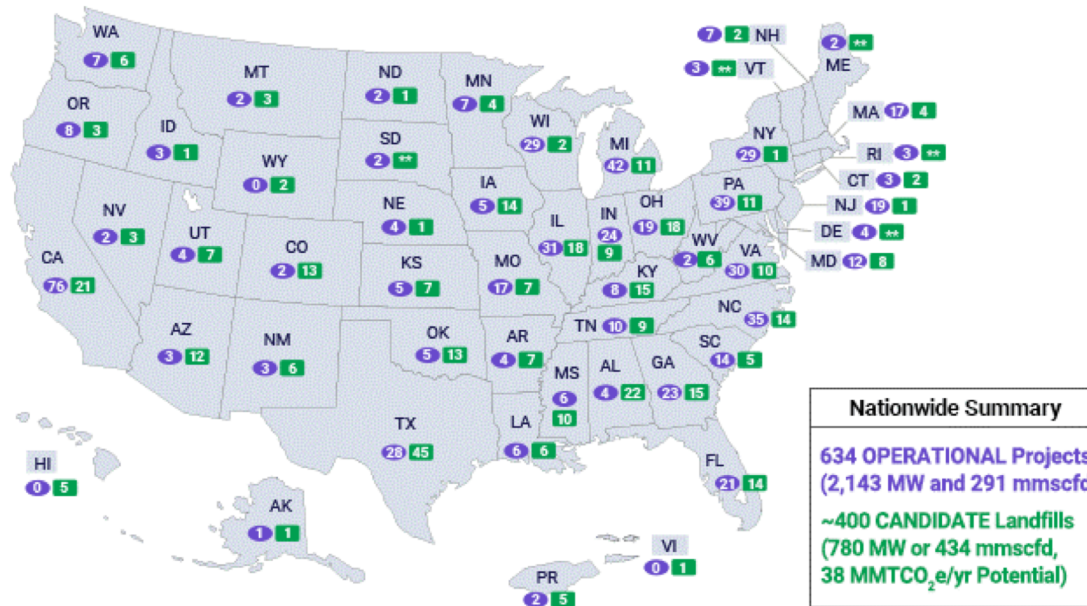 WA
7 6
MT
2 3
ND
2 1
MN
7 4
7 2 NH
3 ** VT
2 **
ME
OR
8 3
ID
3 1
SD
2 **
WI
29 2
MI
42 11
NY
29 1
MA 17 4
RI 3 **
CT 3 2
NJ 19 1
DE 4 **
MD 12 8
WY
0 2
NE
4 1
IA
5 14
IL
31 18
IN
24
9
OH
19 18
PA
39 11
WV
2 6
VA
30 10
NV
2 3
UT
4 7
CO
2 13
KS
5 7
MO
17 7
KY
8 15
CA
76 21
AZ
3 12
NM
3 6
OK
5 13
AR
4 7
TN 10 9
NC
35 14
SC
14 5
MS
6
10
AL
4 22
GA
23 15
TX
28 45
LA
6 6
FL
21 14
HI
0 5
AK
1 1
PR
2 5
VI
0 1
Nationwide Summary
634 OPERATIONAL Projects
(2,143 MW and 291 mmscfd
~400 CANDIDATE Landfills
(780 MW or 434 mmscfd,
38 MMTCO₂e/yr Potential)